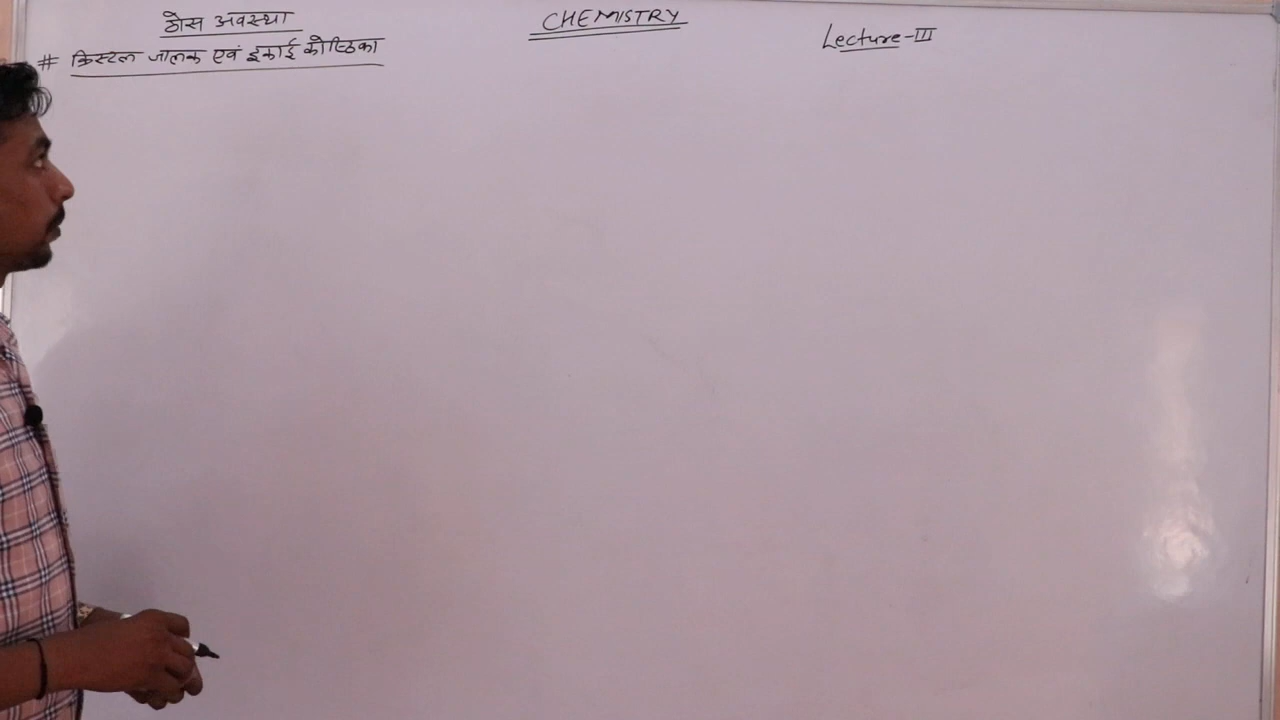 ठोस अवस्था
CHEMISTRY
Lecture-III
# क्रिस्टल जालक एवं इकाई कोष्ठिका